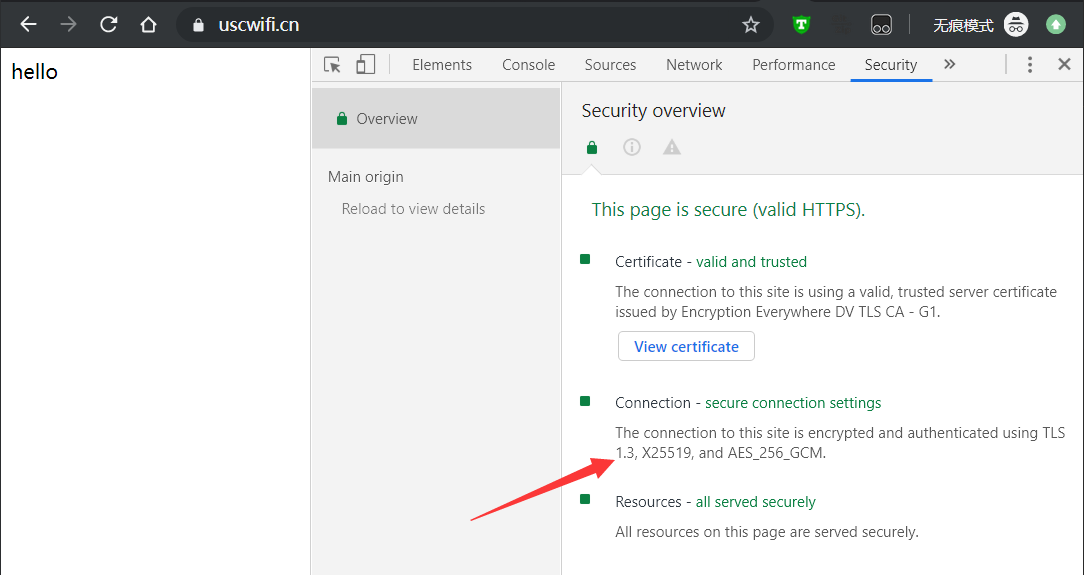 uscwifi.cn
无痕模式
hello
Elements Console Sources Network Performance Security
Overview
Main origin
Reload to view details
Security overview
This page is secure (valid HTTPS).
Certificate - valid and trusted
The connection to this site is using a valid, trusted server certificate
issued by Encryption Everywhere DV TLS CA - G1.
View certificate
Connection - secure connection settings
The connection to this site is encrypted and authenticated using TLS
1.3, X25519, and AES_256_GCM.
Resources - all served securely
All resources on this page are served securely.